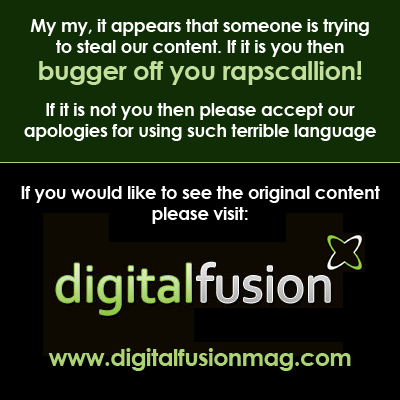 My my, it appears that someone is trying
to steal our content. If it is you then
bugger off you rapscallion!
If it is not you then please accept our
apologies for using such terrible language
If you would like to see the original content
please visit:
digitalfusion
www.digitalfusionmag.com